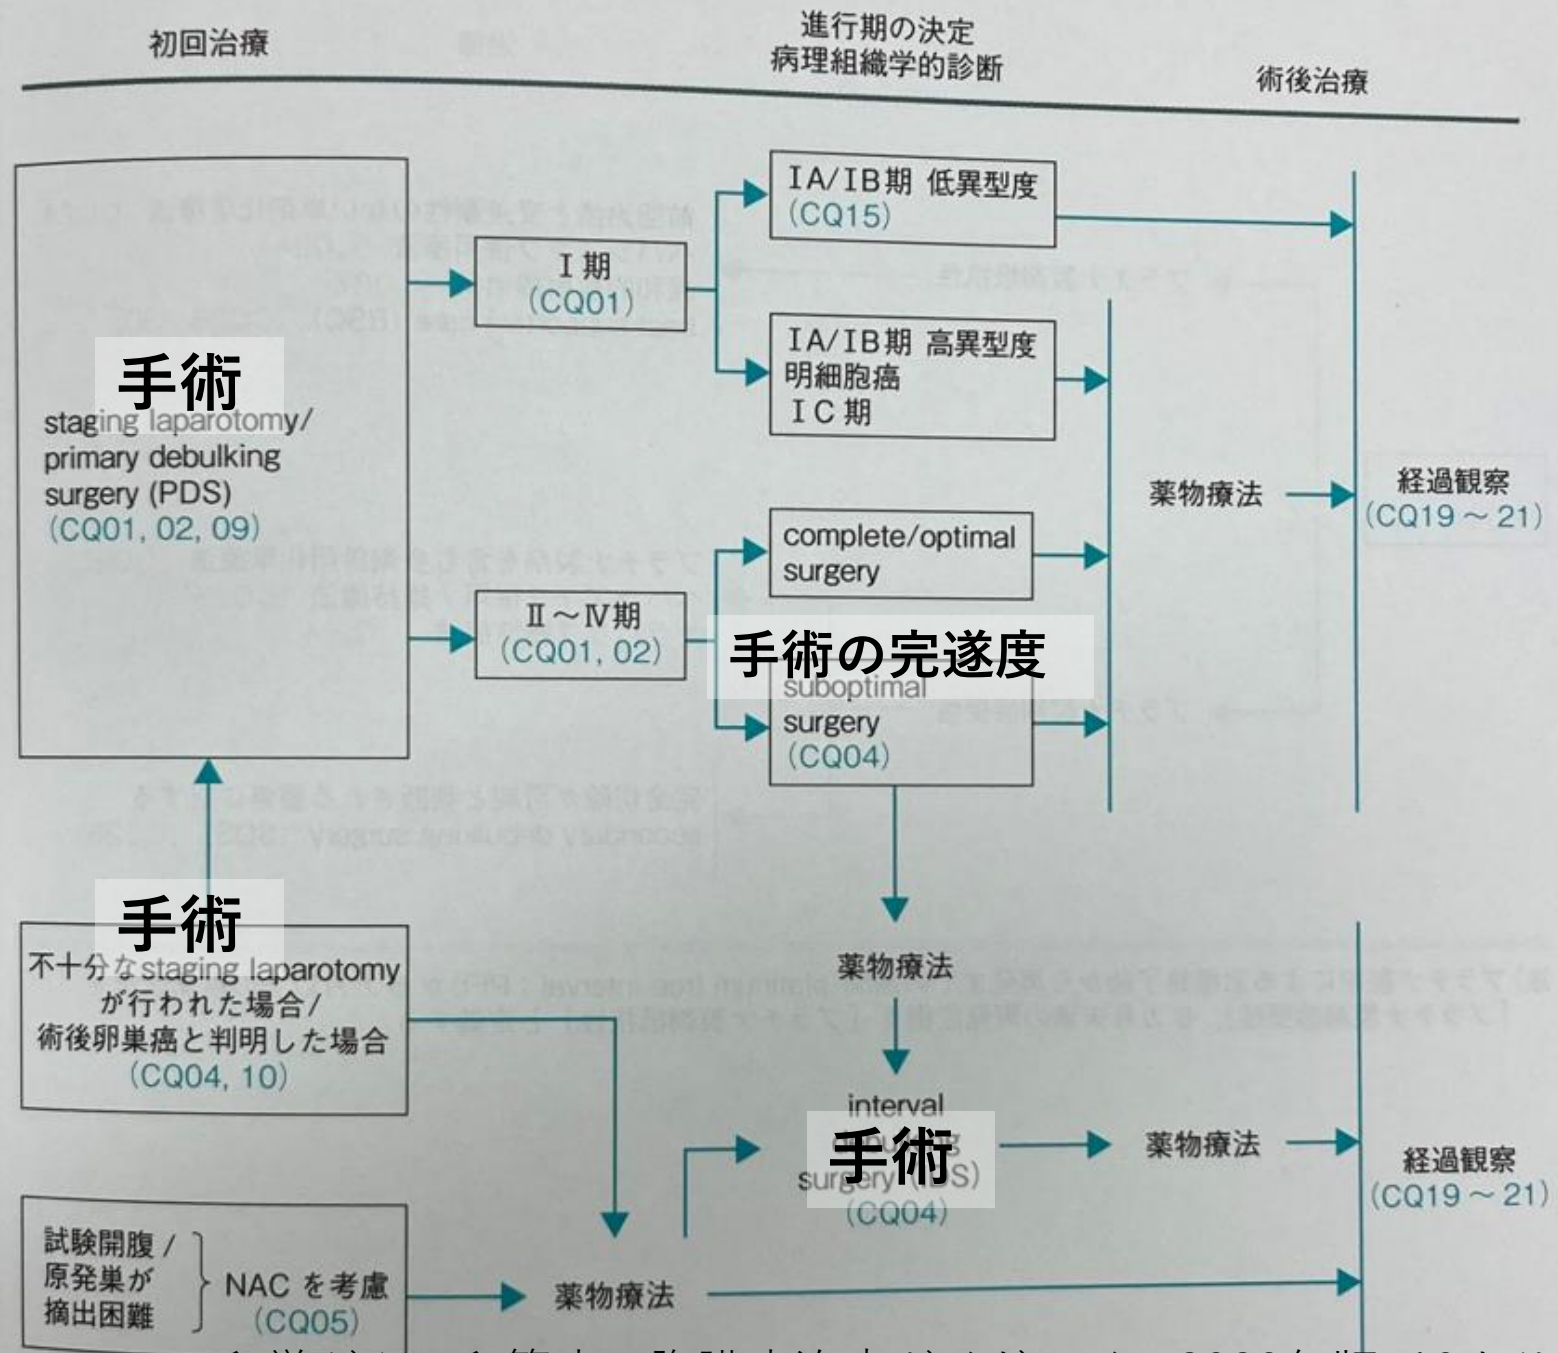 初回治療
進行期の決定
病理組織学的診断
術後治療
手術
staging laparotomy/
primary debulking
surgery (PDS)
(CQ01, 02, 09)
Ⅰ期
(CQ01)
ⅠA/ⅠB期 低異型度
(CQ15)
ⅠA/ⅠB期 高異型度
明細胞癌
ⅠC期
Ⅱ～Ⅳ期
(CQ01, 02)
complete/optimal
surgery
手術の完遂度
suboptimal
surgery
(CQ04)
薬物療法
経過観察
(CQ19～21)
手術
不十分なstaging laparotomy
が行われた場合/
術後卵巣癌と判明した場合
(CQ04, 10)
薬物療法
interval
debulking
手術
surgery (IDS)
(CQ04)
薬物療法
経過観察
(CQ19～21)
試験開腹/
原発巣が
摘出困難
NACを考慮
(CQ05)
薬物療法